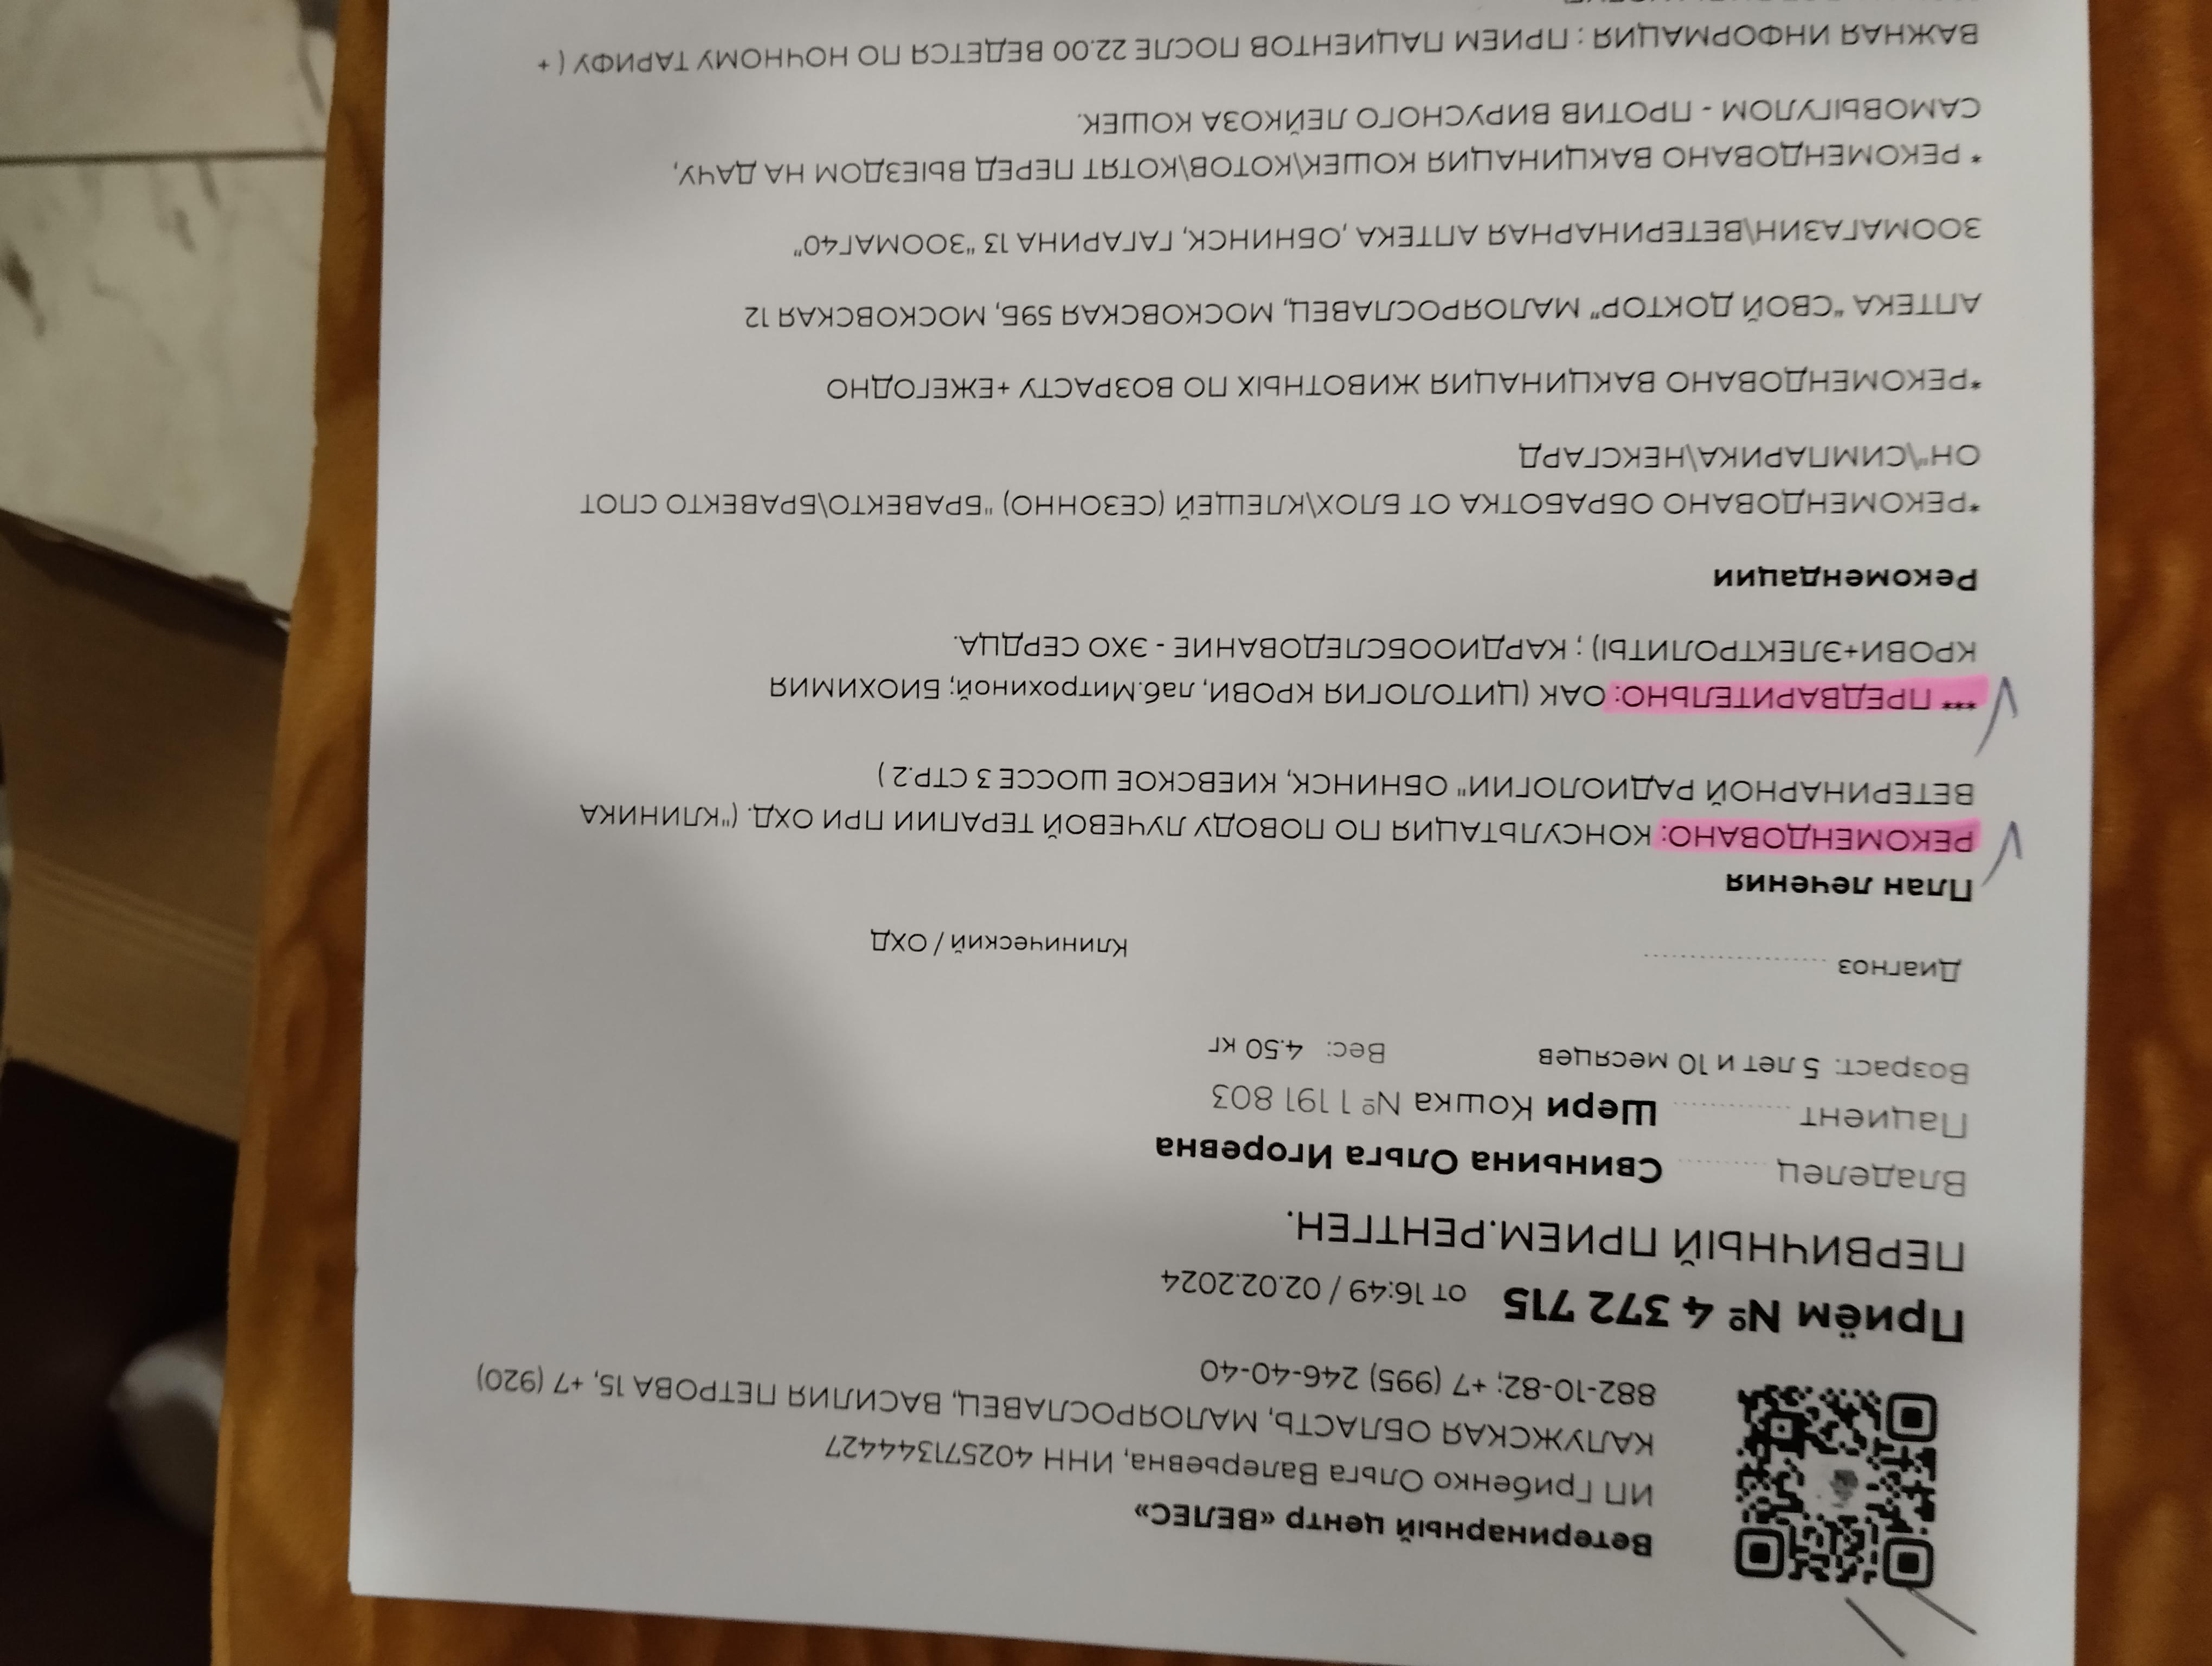 Ветеринарный центр «ВЕЛЕС»
ИП Грибенко Ольга Валерьевна, ИНН 402571344427
КАЛУЖСКАЯ ОБЛАСТЬ, МАЛОЯРОСЛАВЕЦ, ВАСИЛИЯ ПЕТРОВА 15, +7 (920)
882-10-82; +7 (995) 246-40-40
Приём № 4 372 715 от 16:49 / 02.02.2024
ПЕРВИЧНЫЙ ПРИЕМ.РЕНТГЕН.
Владелец Свиньина Ольга Игоревна
Пациент Шери Кошка № 1 191 803
Возраст: 5 лет и 10 месяцев Вес: 4.50 кг
Диагноз Клинический / ОХД
План лечения
РЕКОМЕНДОВАНО: КОНСУЛЬТАЦИЯ ПО ПОВОДУ ЛУЧЕВОЙ ТЕРАПИИ ПРИ ОХД. ("КЛИНИКА
ВЕТЕРИНАРНОЙ РАДИОЛОГИИ" ОБНИНСК, КИЕВСКОЕ ШОССЕ 3 СТР.2 )
*** ПРЕДВАРИТЕЛЬНО: ОАК (ЦИТОЛОГИЯ КРОВИ, лаб.Митрохиной; БИОХИМИЯ
КРОВИ+ЭЛЕКТРОЛИТЫ) ; КАРДИООБСЛЕДОВАНИЕ - ЭХО СЕРДЦА.
Рекомендации
*РЕКОМЕНДОВАНО ОБРАБОТКА ОТ БЛОХ\КЛЕЩЕЙ (СЕЗОННО) "БРАВЕКТО\БРАВЕКТО СПОТ
ОН"\СИМПАРИКА\НЕКСГАРД
*РЕКОМЕНДОВАНО ВАКЦИНАЦИЯ ЖИВОТНЫХ ПО ВОЗРАСТУ +ЕЖЕГОДНО
АПТЕКА "СВОЙ ДОКТОР" МАЛОЯРОСЛАВЕЦ, МОСКОВСКАЯ 59Б, МОСКОВСКАЯ 12
ЗООМАГАЗИН\ВЕТЕРИНАРНАЯ АПТЕКА ,ОБНИНСК, ГАГАРИНА 13 "ЗООМАГ40"
* РЕКОМЕНДОВАНО ВАКЦИНАЦИЯ КОШЕК\КОТОВ\КОТЯТ ПЕРЕД ВЫЕЗДОМ НА ДАЧУ,
САМОВЫГУЛОМ - ПРОТИВ ВИРУСНОГО ЛЕЙКОЗА КОШЕК.
ВАЖНАЯ ИНФОРМАЦИЯ : ПРИЕМ ПАЦИЕНТОВ ПОСЛЕ 22.00 ВЕДЕТСЯ ПО НОЧНОМУ ТАРИФУ ( +